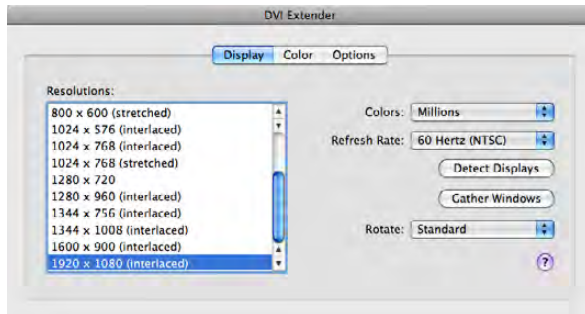 DVI Extender
Display Color Options
Resolutions:
800 x 600 (stretched)
1024 x 576 (interlaced)
1024 x 768 (interlaced)
1024 x 768 (stretched)
1280 x 720
1280 x 960 (interlaced)
1344 x 756 (interlaced)
1344 x 1008 (interlaced)
1600 x 900 (interlaced)
1920 x 1080 (interlaced)
Colors: Millions
Refresh Rate: 60 Hertz (NTSC)
Detect Displays
Gather Windows
Rotate: Standard
?